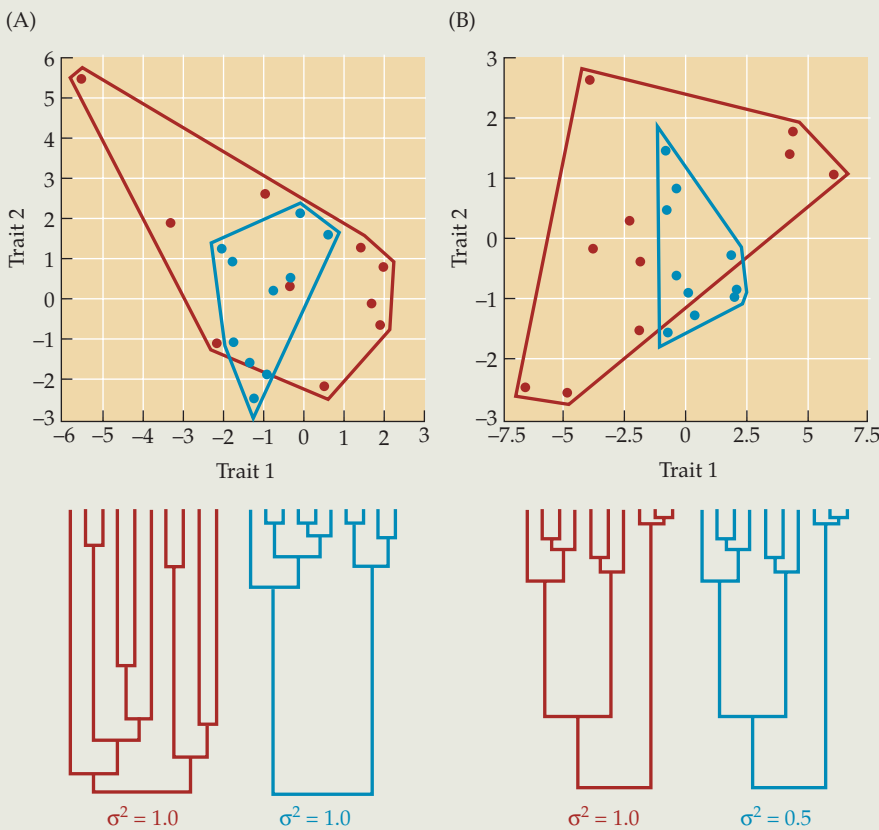 (A)
6
5
4
3
2
1
0
−1
−2
−3
Trait 2
−6 −5 −4 −3 −2 −1 0 1 2 3
Trait 1
σ² = 1.0 σ² = 1.0
(B)
3
2
1
0
−1
−2
−3
Trait 2
−7.5 −5 −2.5 0 2.5 5 7.5
Trait 1
σ² = 1.0 σ² = 0.5